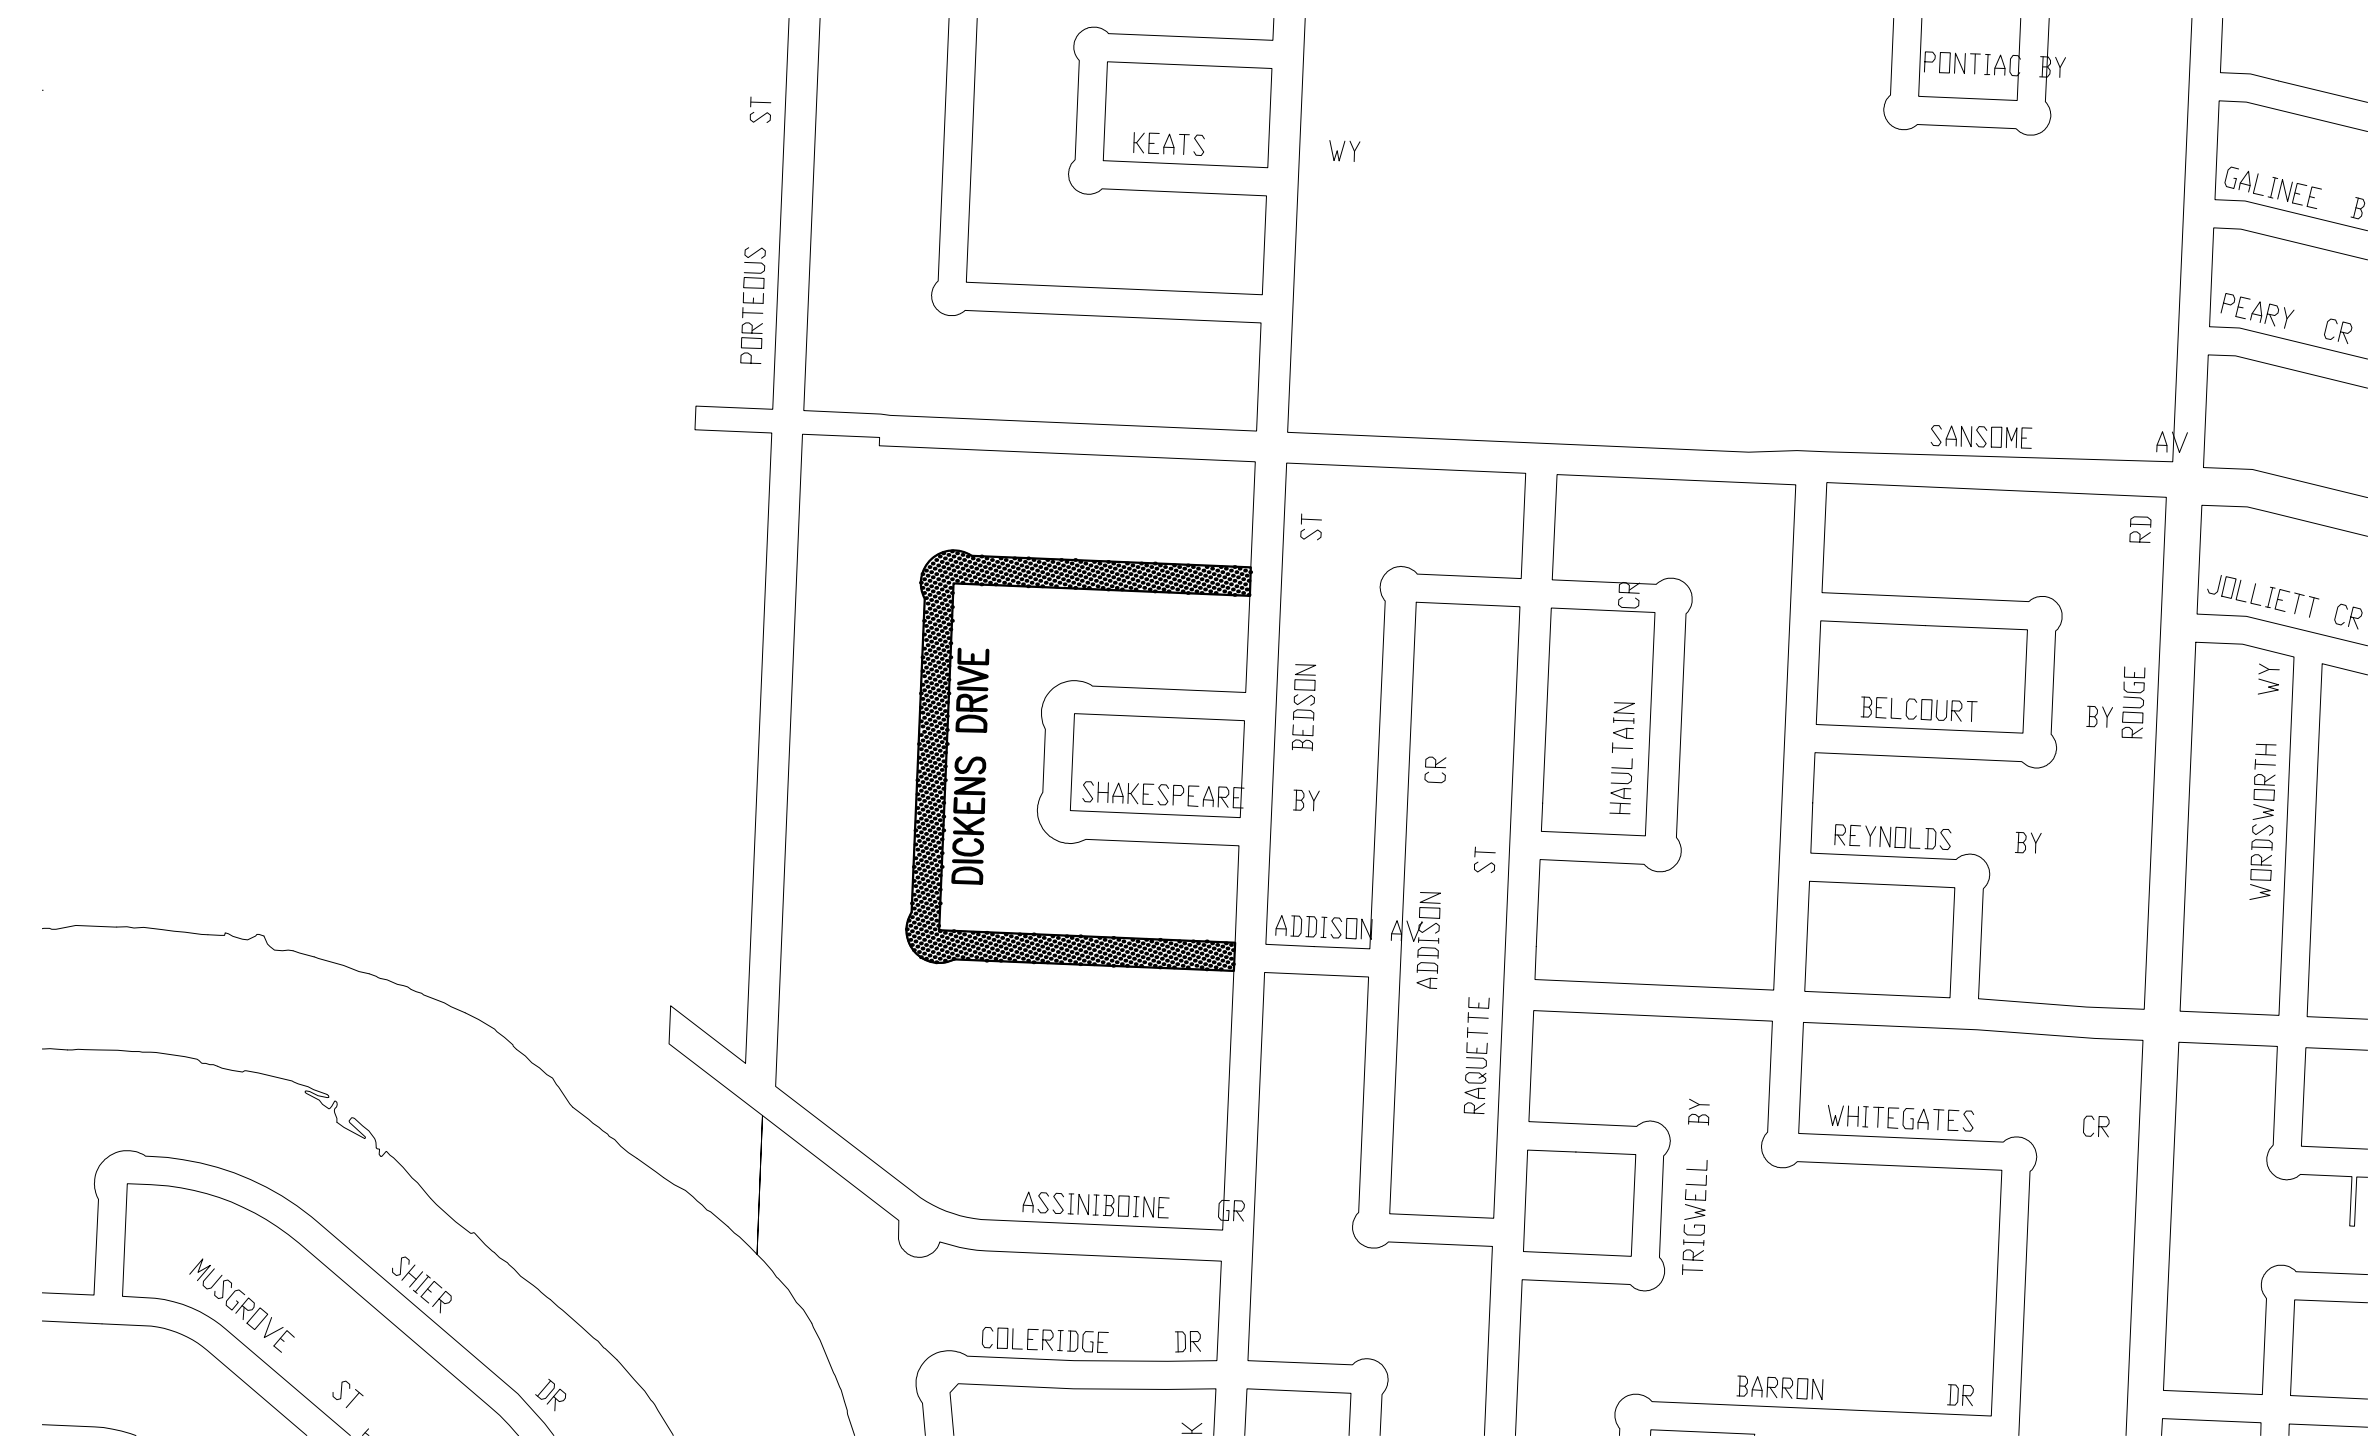 PONTIAC BY
ST
KEATS
WY
GALINEE B
PORTEOUS
PEARY CR
SANSOME AV
ST
RD
CR
JOLLIETT CR
DICKENS DRIVE
BEDSON
HAULTAIN
BELCOURT BY
ROUGE
WY
WORDSWORTH
SHAKESPEARE BY
CR
ADDISON
ST
RAQUETTE
REYNOLDS BY
ADDISON AV
TRIGWELL BY
WHITEGATES CR
ASSINIBOINE GR
MUSGROVE ST
SHIER DR
COLERIDGE DR
BARRON DR
K